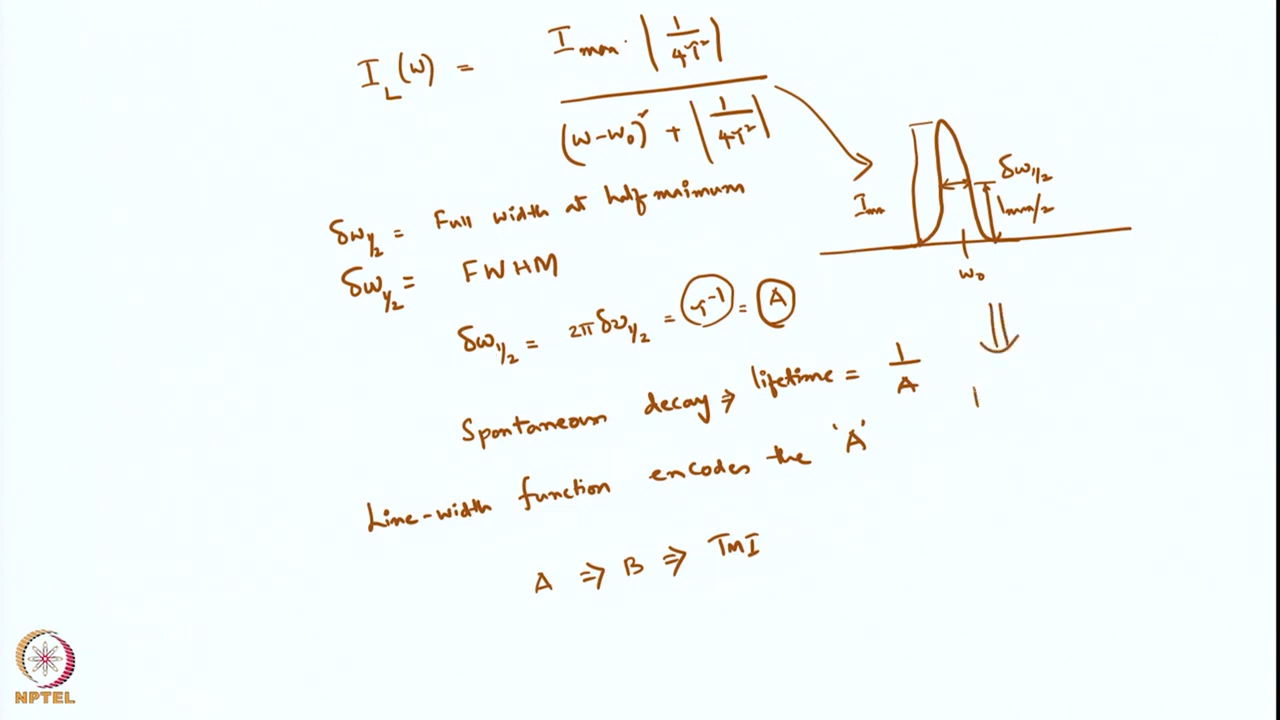 I_L(ω) = I_max · (1/4τ²) / (ω−ω₀)² + (1/4τ²)
δω_1/2
I_max
I_max/2
ω₀
δω_1/2 = Full width at half maximum
δω_1/2 = FWHM
δω_1/2 = 2π δν_1/2 = τ⁻¹ = A
Spontaneous decay ⇒ lifetime = 1/A
Line-width function encodes the 'A'
A ⇒ B ⇒ TMI
NPTEL